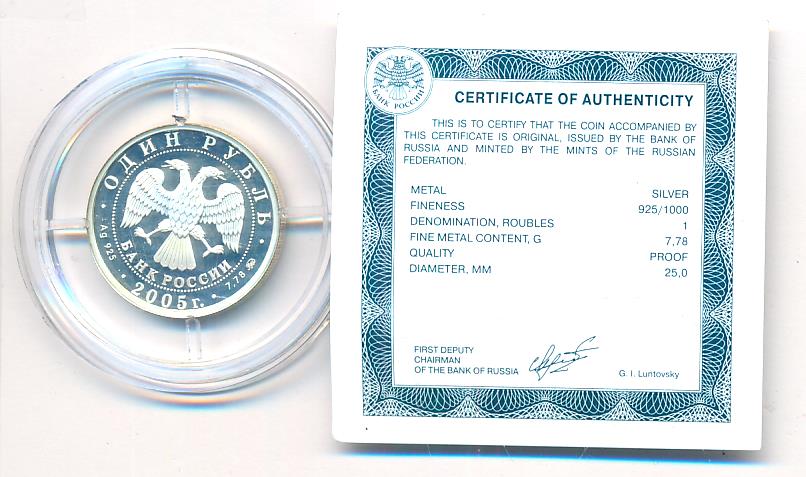 ОДИН РУБЛЬ
Ag 925
БАНК РОССИИ
7,78
2005 г.
БАНК РОССИИ
CERTIFICATE OF AUTHENTICITY
THIS IS TO CERTIFY THAT THE COIN ACCOMPANIED BY
THIS CERTIFICATE IS ORIGINAL, ISSUED BY THE BANK OF
RUSSIA AND MINTED BY THE MINTS OF THE RUSSIAN
FEDERATION.
METAL SILVER
FINENESS 925/1000
DENOMINATION, ROUBLES 1
FINE METAL CONTENT, G 7,78
QUALITY PROOF
DIAMETER, MM 25,0
FIRST DEPUTY
CHAIRMAN
OF THE BANK OF RUSSIA
G. I. Luntovsky